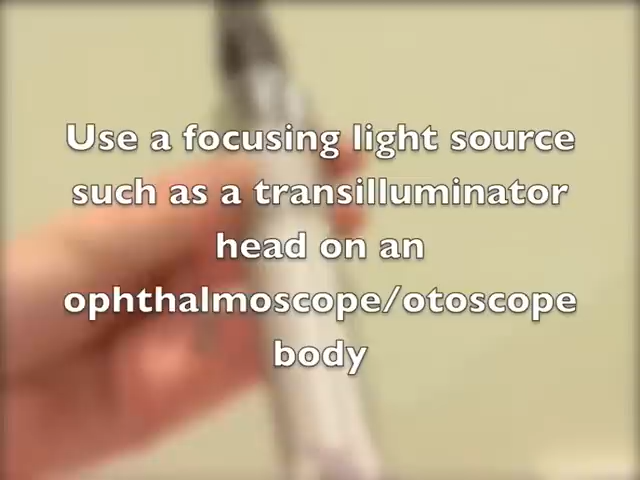 Use a focusing light source
such as a transilluminator
head on an
ophthalmoscope/otoscope
body